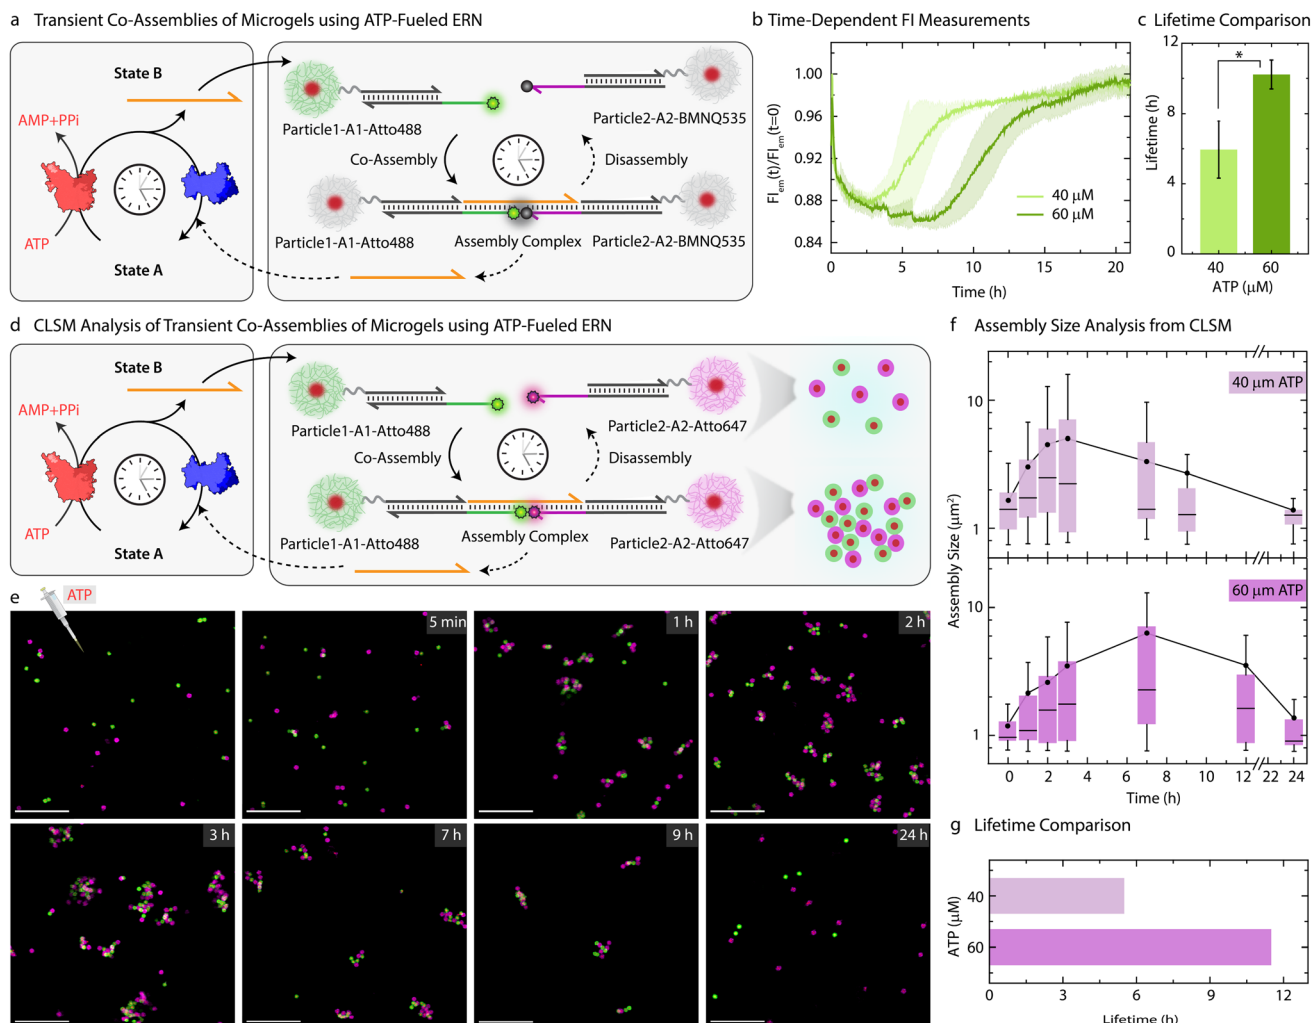 a Transient Co-Assemblies of Microgels using ATP-Fueled ERN
State B
AMP+PPi
ATP
State A
Particle1-A1-Atto488
Particle2-A2-BMNQ535
Co-Assembly
Disassembly
Particle1-A1-Atto488
Assembly Complex
Particle2-A2-BMNQ535
b Time-Dependent FI Measurements
FI_em(t)/FI_em(t=0)
1.00
0.96
0.92
0.88
0.84
40 μM
60 μM
0 5 10 15 20
Time (h)
c Lifetime Comparison
Lifetime (h)
12
8
4
0
*
40 60
ATP (μM)
d CLSM Analysis of Transient Co-Assemblies of Microgels using ATP-Fueled ERN
State B
AMP+PPi
ATP
State A
Particle1-A1-Atto488
Particle2-A2-Atto647
Co-Assembly
Disassembly
Particle1-A1-Atto488
Assembly Complex
Particle2-A2-Atto647
e
ATP
5 min
1 h
2 h
3 h
7 h
9 h
24 h
f Assembly Size Analysis from CLSM
40 μm ATP
10
1
Assembly Size (μm²)
60 μm ATP
10
1
0 2 4 6 8 10 12 22 24
Time (h)
g Lifetime Comparison
ATP (μM)
40
60
0 3 6 9 12
Lifetime (h)